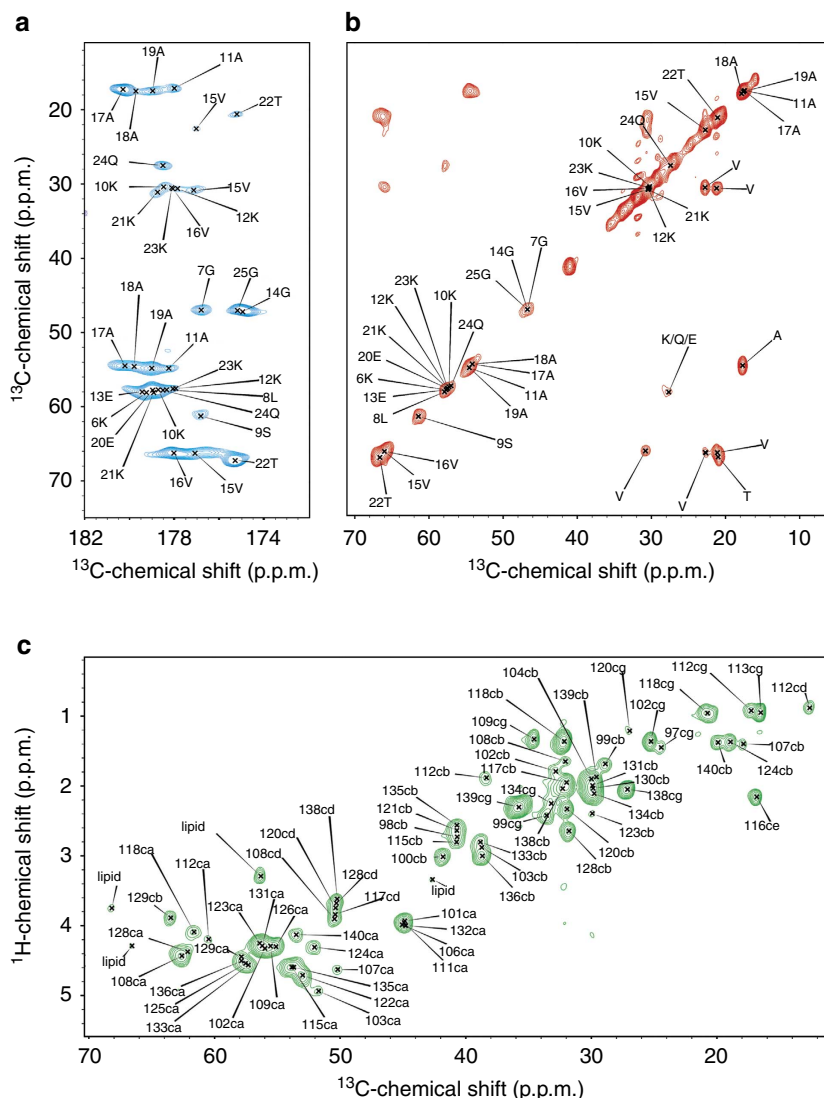 a
b
19A
11A
15V
22T
17A
18A
24Q
10K
15V
21K
12K
16V
23K
7G
25G
18A
14G
19A
17A
11A
23K
12K
13E
8L
6K
24Q
10K
20E
9S
21K
22T
16V
15V
20
30
40
50
60
70
182
178
174
13C-chemical shift (p.p.m.)
13C-chemical shift (p.p.m.)
18A
19A
22T
11A
15V
17A
24Q
10K
23K
V
16V
15V
21K
12K
7G
14G
25G
23K
10K
12K
24Q
21K
K/Q/E
A
20E
18A
6K
17A
13E
11A
8L
19A
9S
16V
15V
22T
V
V
T
V
70
60
50
40
30
20
10
13C-chemical shift (p.p.m.)
c
120cg
112cg
113cg
104cb
139cb
118cg
112cd
118cb
102cg
109cg
97cg
108cb
99cb
107cb
102cb
131cb
124cb
117cb
140cb
112cb
130cb
135cb
134cg
138cg
138cd
139cg
121cb
134cb
120cd
98cb
99cg
123cb
116ce
lipid
108cd
115cb
138cb
120cb
118ca
128cd
100cb
133cb
128cb
112ca
131ca
103cb
lipid
117cd
136cb
129cb
123ca
126ca
lipid
101ca
128ca
140ca
132ca
129ca
124ca
106ca
lipid
107ca
111ca
108ca
136ca
109ca
135ca
125ca
122ca
133ca
102ca
115ca
103ca
1
2
3
4
5
1H-chemical shift (p.p.m.)
70
60
50
40
30
20
13C-chemical shift (p.p.m.)